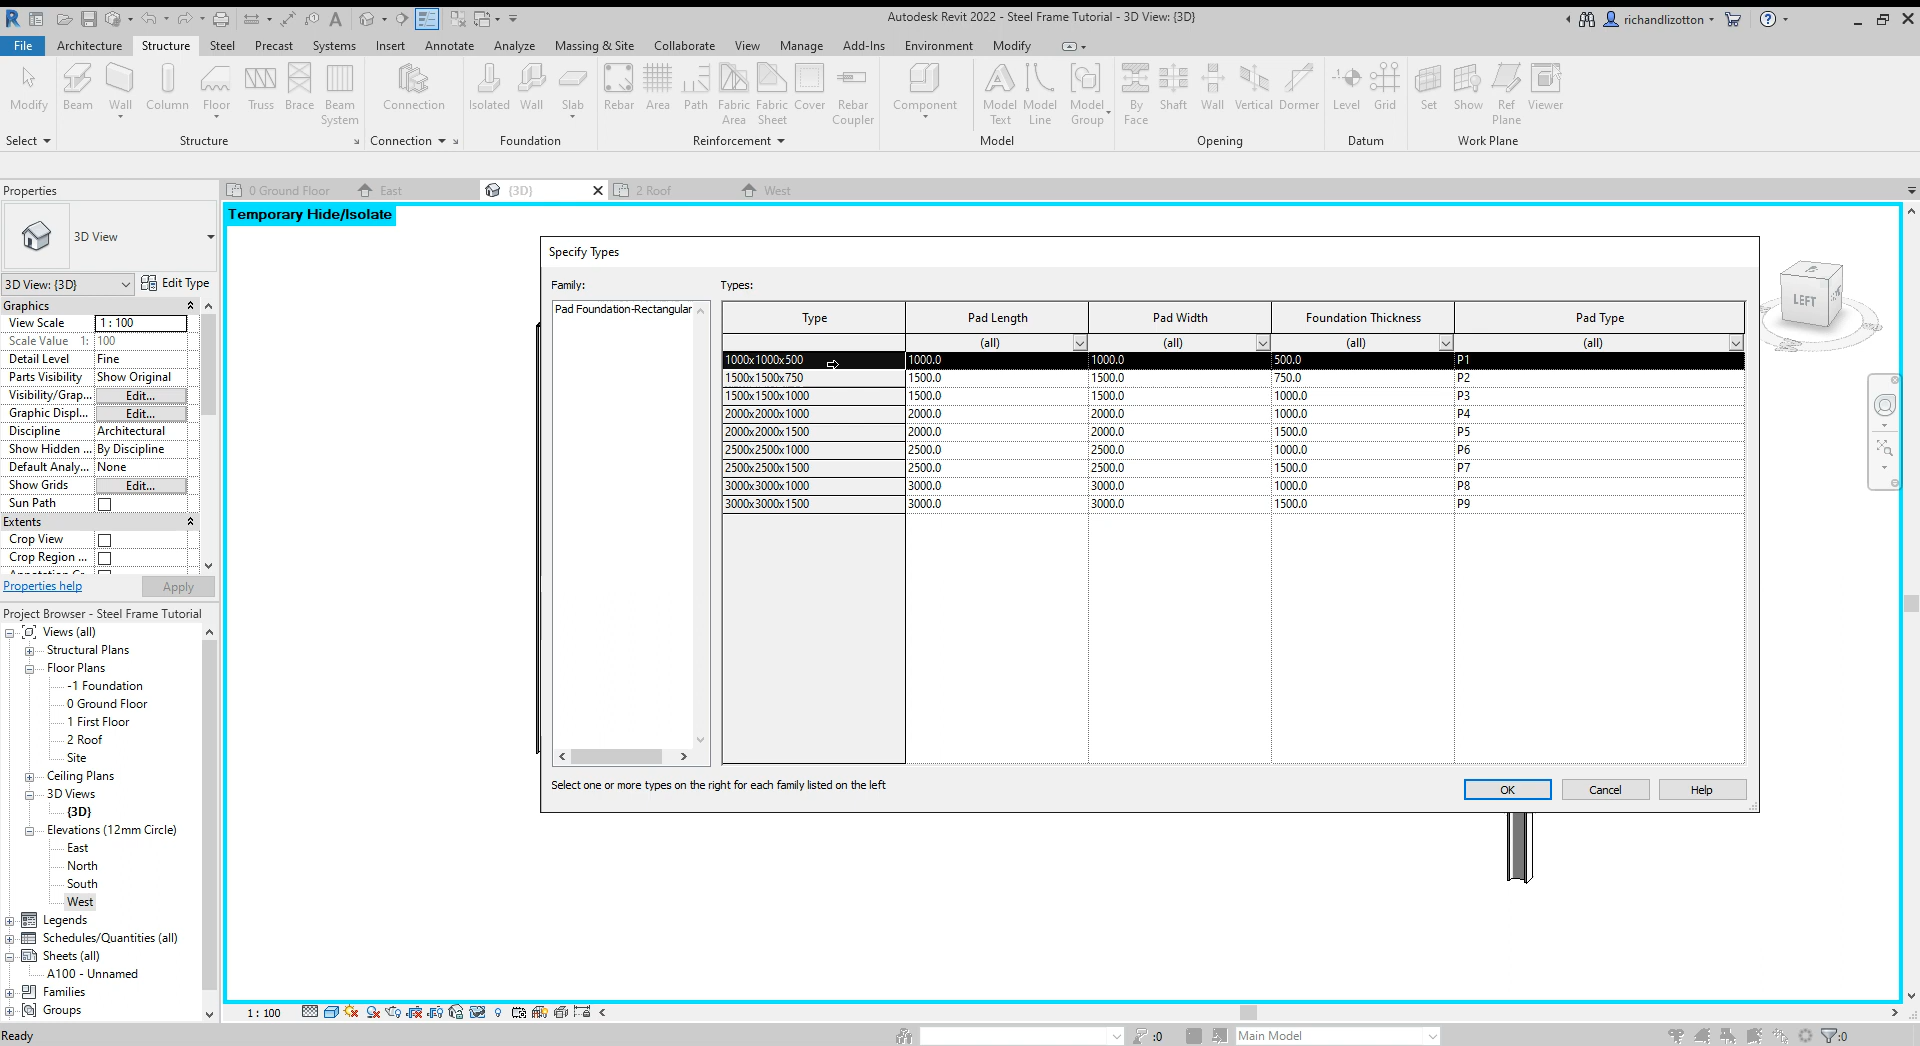 Autodesk Revit 2022 - Steel Frame Tutorial - 3D View: {3D}
richandlizotton
File Architecture Structure Steel Precast Systems Insert Annotate Analyze Massing & Site Collaborate View Manage Add-Ins Environment Modify
Modify Beam Wall Column Floor Truss Brace Beam System Connection Isolated Wall Slab Rebar Area Path Fabric Area Fabric Sheet Cover Rebar Coupler Component Model Text Model Line Model Group By Face Shaft Wall Vertical Dormer Level Grid Set Show Ref Plane Viewer
Select Structure Connection Foundation Reinforcement Model Opening Datum Work Plane
Properties
0 Ground Floor East {3D} 2 Roof West
Temporary Hide/Isolate
3D View
3D View: {3D} Edit Type
Graphics
View Scale 1 : 100
Scale Value 1: 100
Detail Level Fine
Parts Visibility Show Original
Visibility/Grap... Edit...
Graphic Displ... Edit...
Discipline Architectural
Show Hidden ... By Discipline
Default Analy... None
Show Grids Edit...
Sun Path
Extents
Crop View
Crop Region ...
Properties help Apply
Project Browser - Steel Frame Tutorial
Views (all)
Structural Plans
Floor Plans
-1 Foundation
0 Ground Floor
1 First Floor
2 Roof
Site
Ceiling Plans
3D Views
{3D}
Elevations (12mm Circle)
East
North
South
West
Legends
Schedules/Quantities (all)
Sheets (all)
A100 - Unnamed
Families
Groups
Specify Types
Family: Types:
Pad Foundation-Rectangular
Type Pad Length Pad Width Foundation Thickness Pad Type
(all) (all) (all) (all)
1000x1000x500 1000.0 1000.0 500.0 P1
1500x1500x750 1500.0 1500.0 750.0 P2
1500x1500x1000 1500.0 1500.0 1000.0 P3
2000x2000x1000 2000.0 2000.0 1000.0 P4
2000x2000x1500 2000.0 2000.0 1500.0 P5
2500x2500x1000 2500.0 2500.0 1000.0 P6
2500x2500x1500 2500.0 2500.0 1500.0 P7
3000x3000x1000 3000.0 3000.0 1000.0 P8
3000x3000x1500 3000.0 3000.0 1500.0 P9
Select one or more types on the right for each family listed on the left
OK Cancel Help
LEFT
1 : 100
Ready :0 Main Model :0